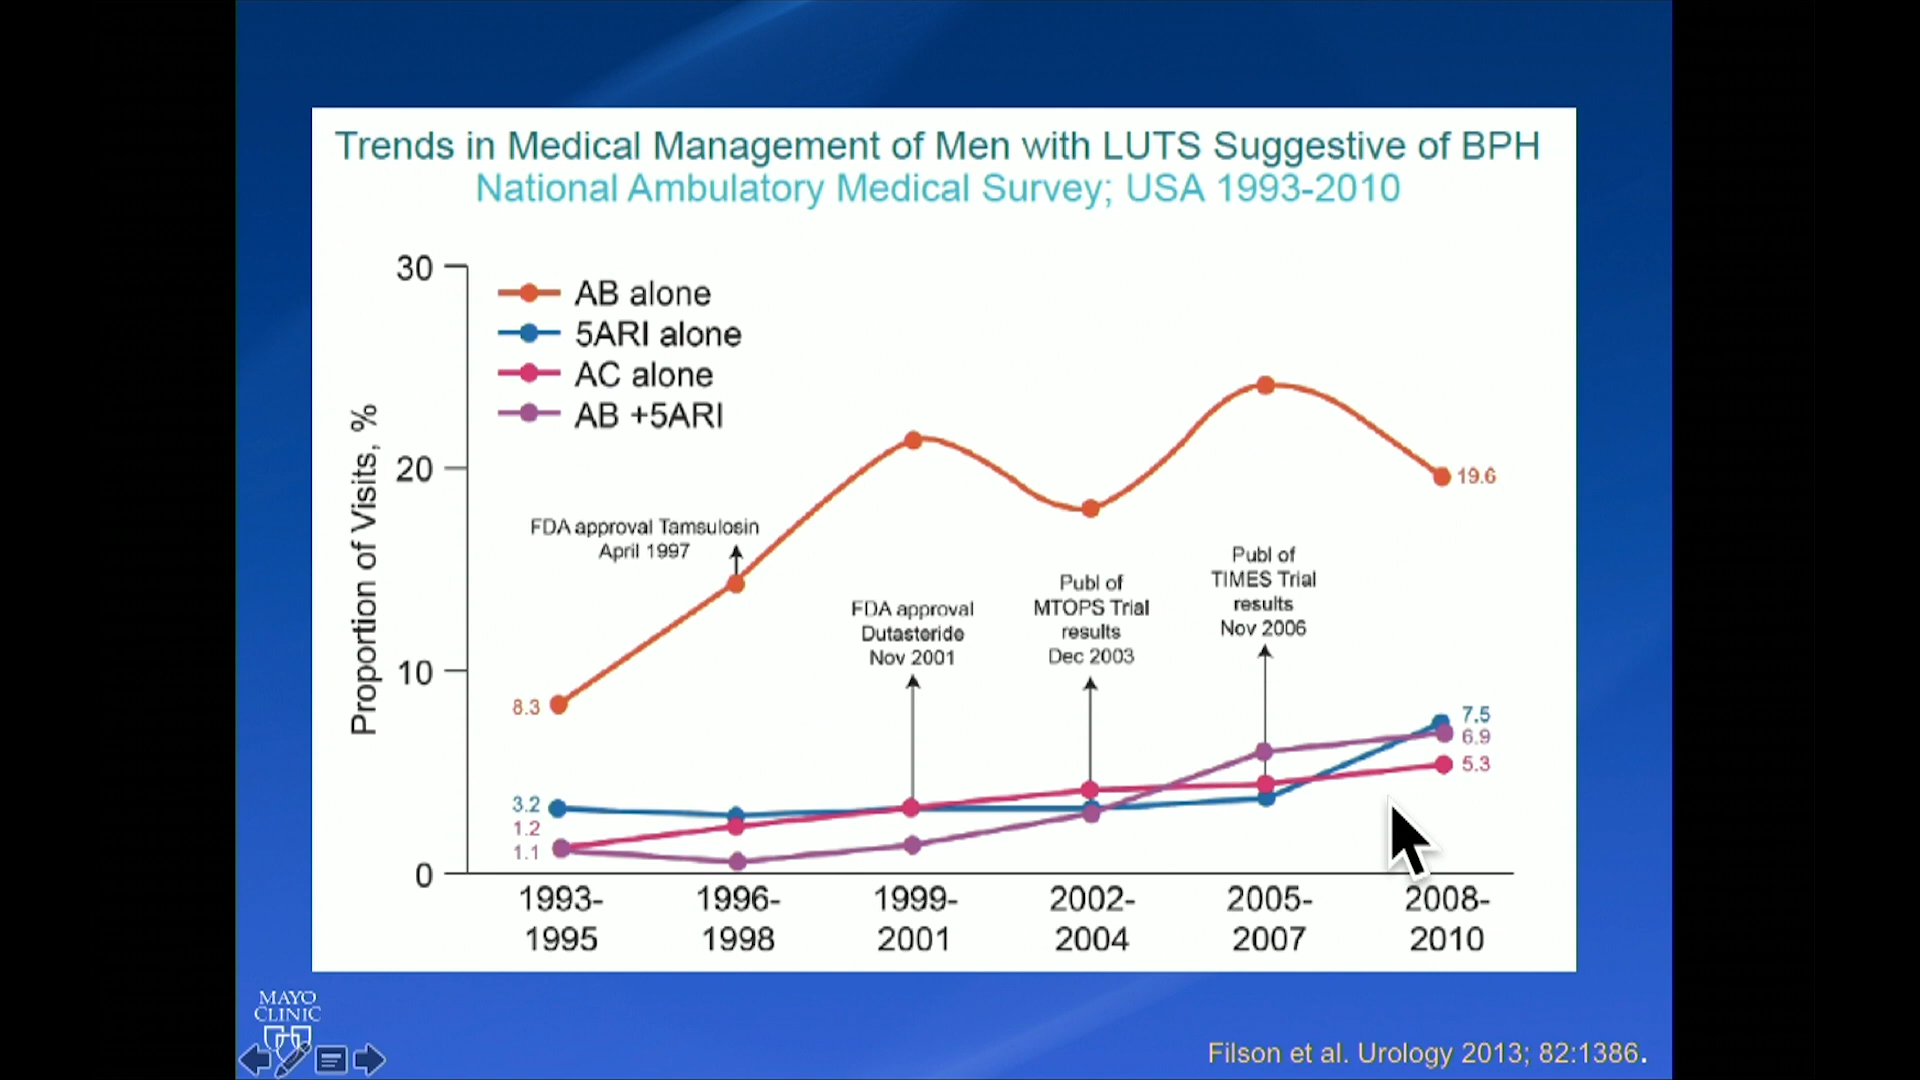 Trends in Medical Management of Men with LUTS Suggestive of BPH
National Ambulatory Medical Survey; USA 1993-2010
Proportion of Visits, %
30
20
10
0
AB alone
5ARI alone
AC alone
AB +5ARI
FDA approval Tamsulosin
April 1997
FDA approval
Dutasteride
Nov 2001
Publ of
MTOPS Trial
results
Dec 2003
Publ of
TIMES Trial
results
Nov 2006
8.3
3.2
1.2
1.1
19.6
7.5
6.9
5.3
1993-
1995
1996-
1998
1999-
2001
2002-
2004
2005-
2007
2008-
2010
MAYO
CLINIC
Filson et al. Urology 2013; 82:1386.